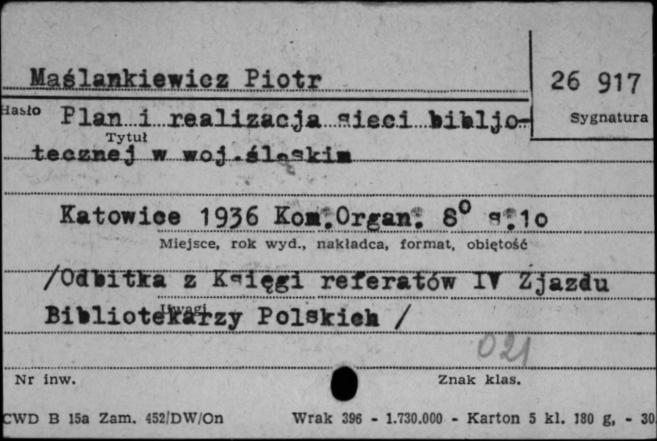 Maślankiewicz Piotr
26 917
Hasło
Plan i realizacja sieci bibljo-
Sygnatura
Tytuł
tecznej w woj.śląskim
Katowice 1936 Kom.Organ. 8° s.10
Miejsce, rok wyd., nakładca, format, objętość
/Odbitka z Księgi referatów IV Zjazdu
Uwagi
Bibliotekarzy Polskich /
021
Nr inw.
Znak klas.
CWD B 15a Zam. 452/DW/On
Wrak 396 - 1.730.000 - Karton 5 kl. 180 g, - 30